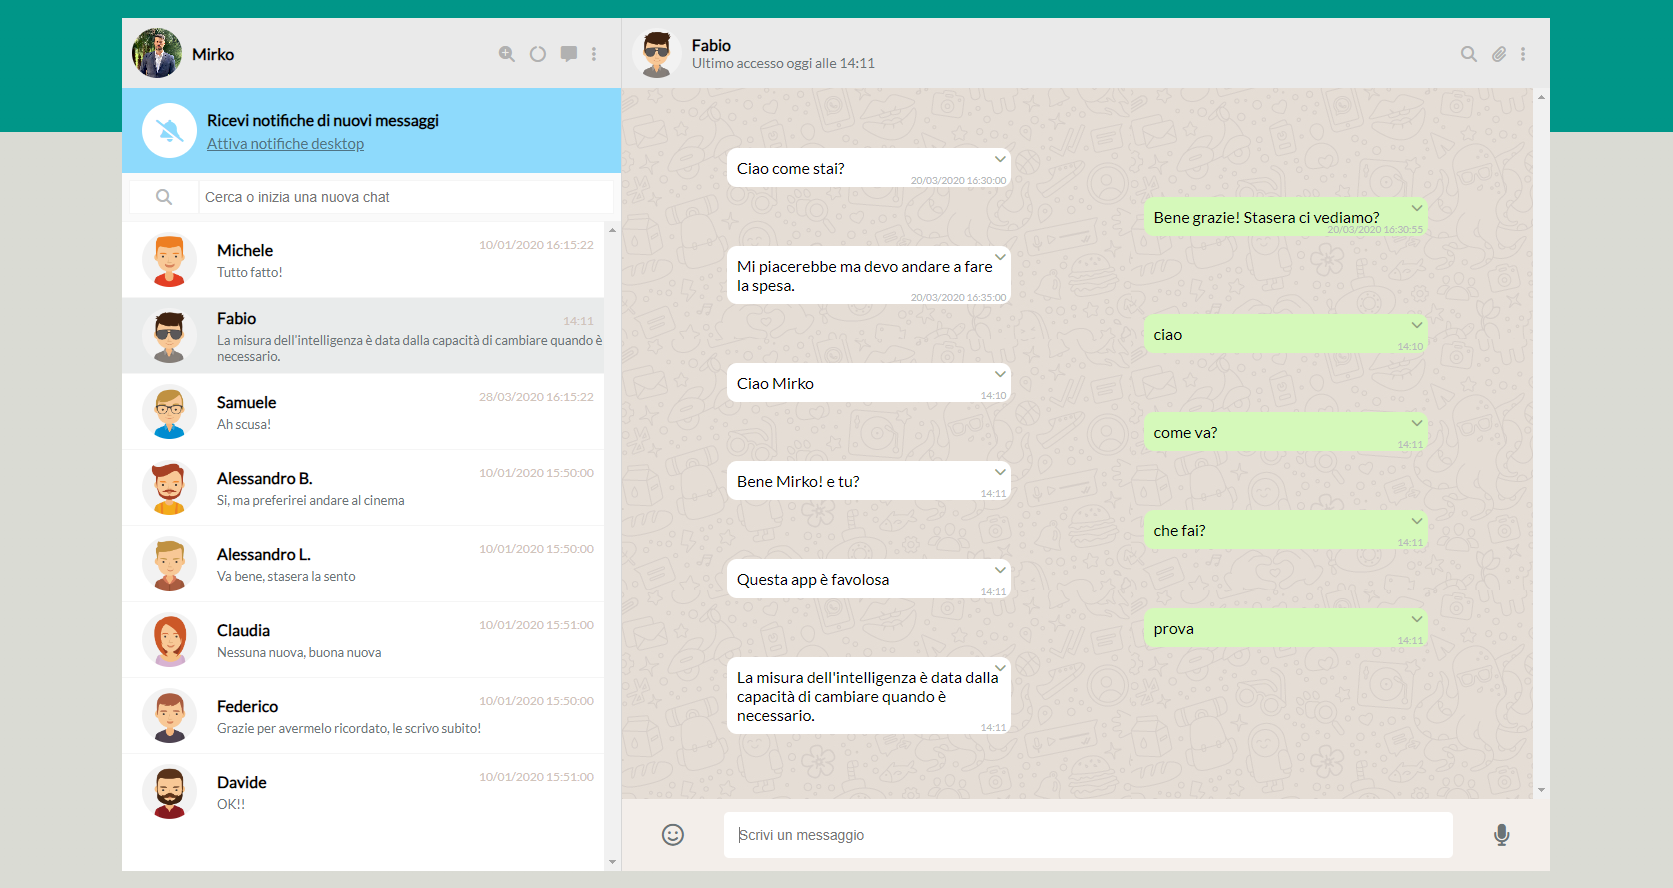 Mirko
Ricevi notifiche di nuovi messaggi
Attiva notifiche desktop
Cerca o inizia una nuova chat
Michele
10/01/2020 16:15:22
Tutto fatto!
Fabio
14:11
La misura dell'intelligenza è data dalla capacità di cambiare quando è
necessario.
Samuele
28/03/2020 16:15:22
Ah scusa!
Alessandro B.
10/01/2020 15:50:00
Si, ma preferirei andare al cinema
Alessandro L.
10/01/2020 15:50:00
Va bene, stasera la sento
Claudia
10/01/2020 15:51:00
Nessuna nuova, buona nuova
Federico
10/01/2020 15:50:00
Grazie per avermelo ricordato, le scrivo subito!
Davide
10/01/2020 15:51:00
OK!!
Fabio
Ultimo accesso oggi alle 14:11
Ciao come stai?
20/03/2020 16:30:00
Bene grazie! Stasera ci vediamo?
20/03/2020 16:30:55
Mi piacerebbe ma devo andare a fare
la spesa.
20/03/2020 16:35:00
ciao
14:10
Ciao Mirko
14:10
come va?
14:11
Bene Mirko! e tu?
14:11
che fai?
14:11
Questa app è favolosa
14:11
prova
14:11
La misura dell'intelligenza è data dalla
capacità di cambiare quando è
necessario.
14:11
Scrivi un messaggio